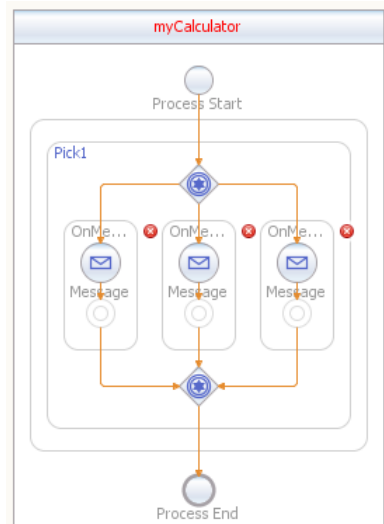 myCalculator
Process Start
Pick1
OnMe... OnMe... OnMe...
Message Message Message
Process End